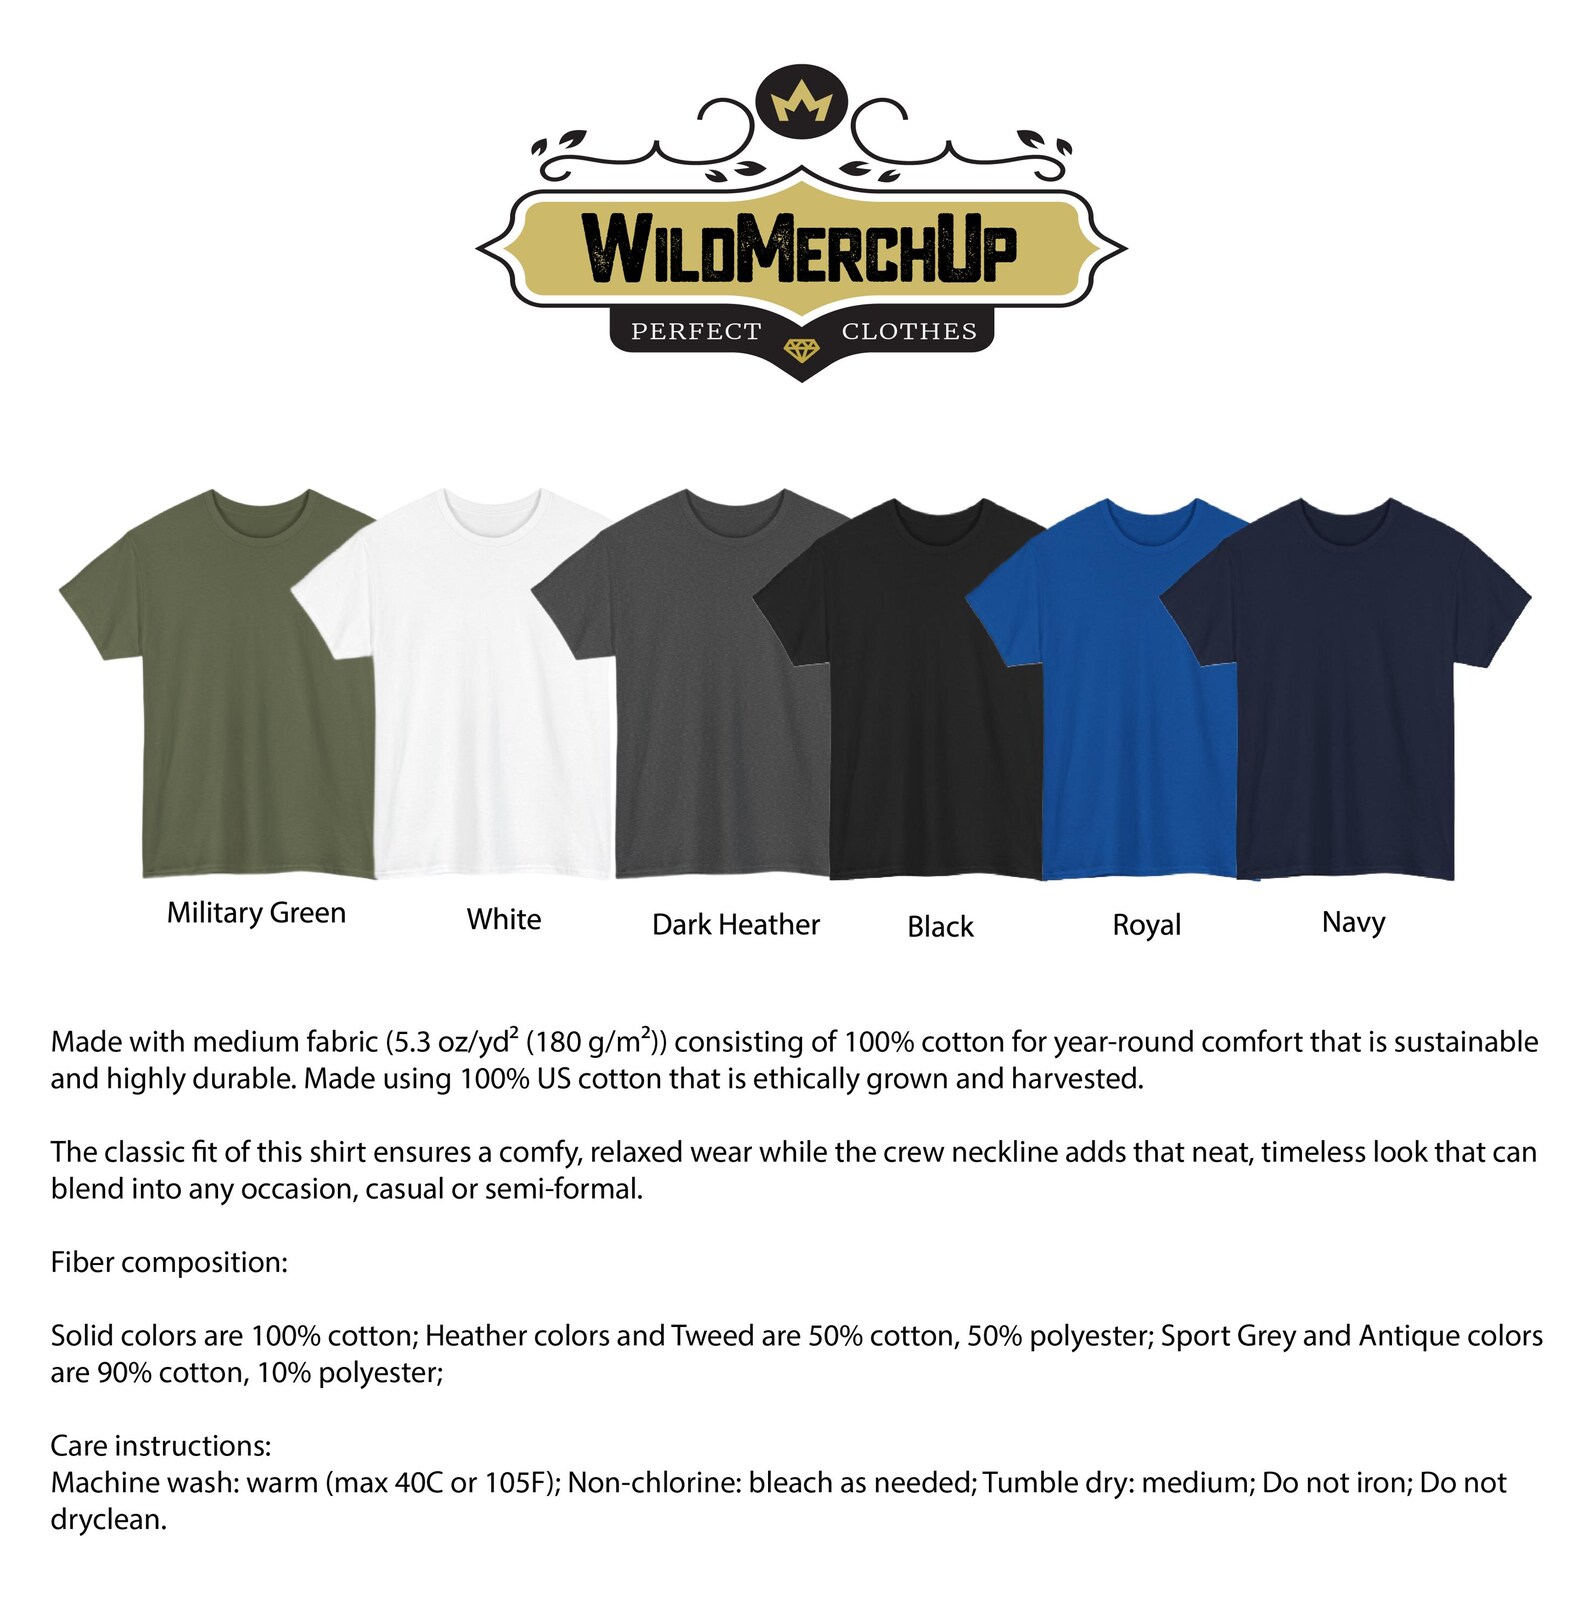 WildMerchUp
PERFECT CLOTHES
Military Green
White
Dark Heather
Black
Royal
Navy
Made with medium fabric (5.3 oz/yd² (180 g/m²)) consisting of 100% cotton for year-round comfort that is sustainable
and highly durable. Made using 100% US cotton that is ethically grown and harvested.
The classic fit of this shirt ensures a comfy, relaxed wear while the crew neckline adds that neat, timeless look that can
blend into any occasion, casual or semi-formal.
Fiber composition:
Solid colors are 100% cotton; Heather colors and Tweed are 50% cotton, 50% polyester; Sport Grey and Antique colors
are 90% cotton, 10% polyester;
Care instructions:
Machine wash: warm (max 40C or 105F); Non-chlorine: bleach as needed; Tumble dry: medium; Do not iron; Do not
dryclean.